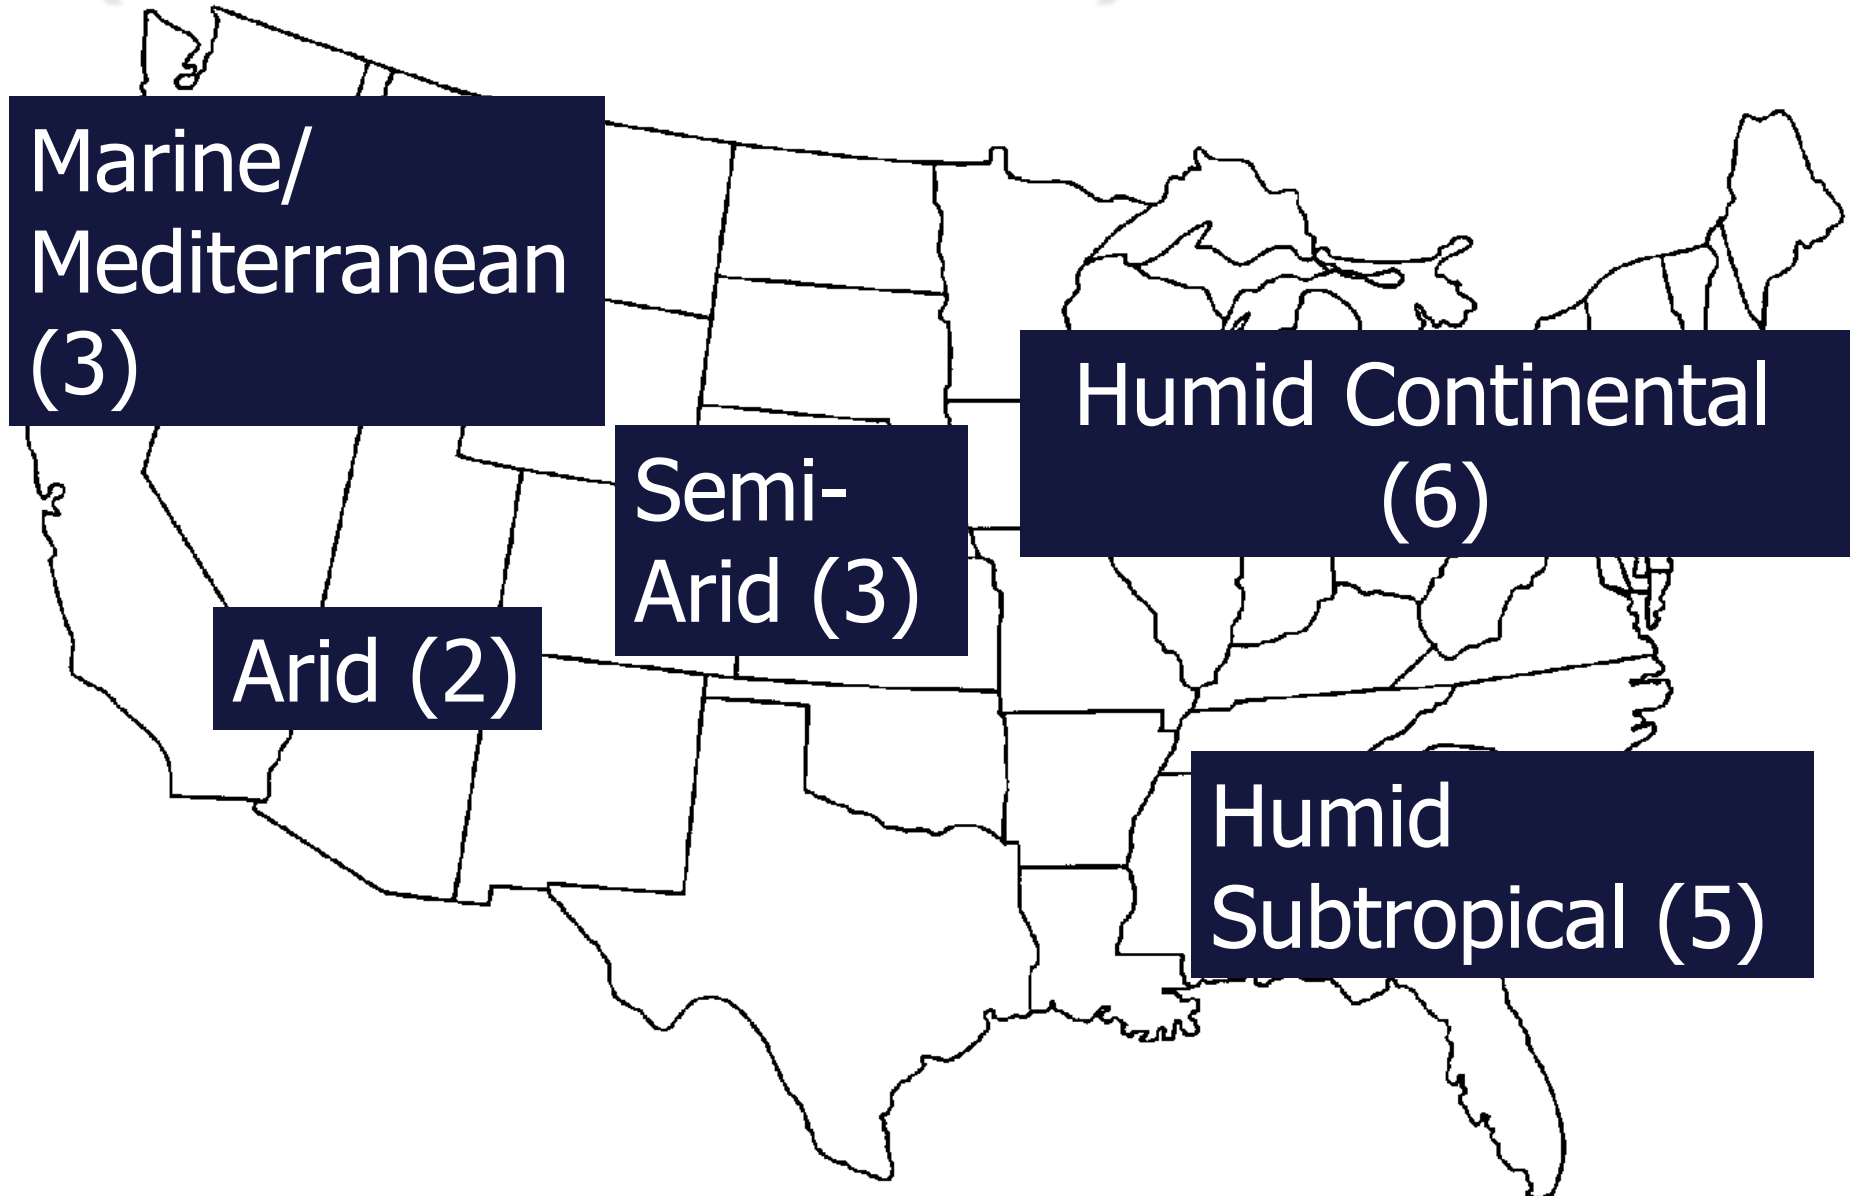 Marine/
Mediterranean
(3)
Humid Continental
(6)
Semi-
Arid (3)
Arid (2)
Humid
Subtropical (5)